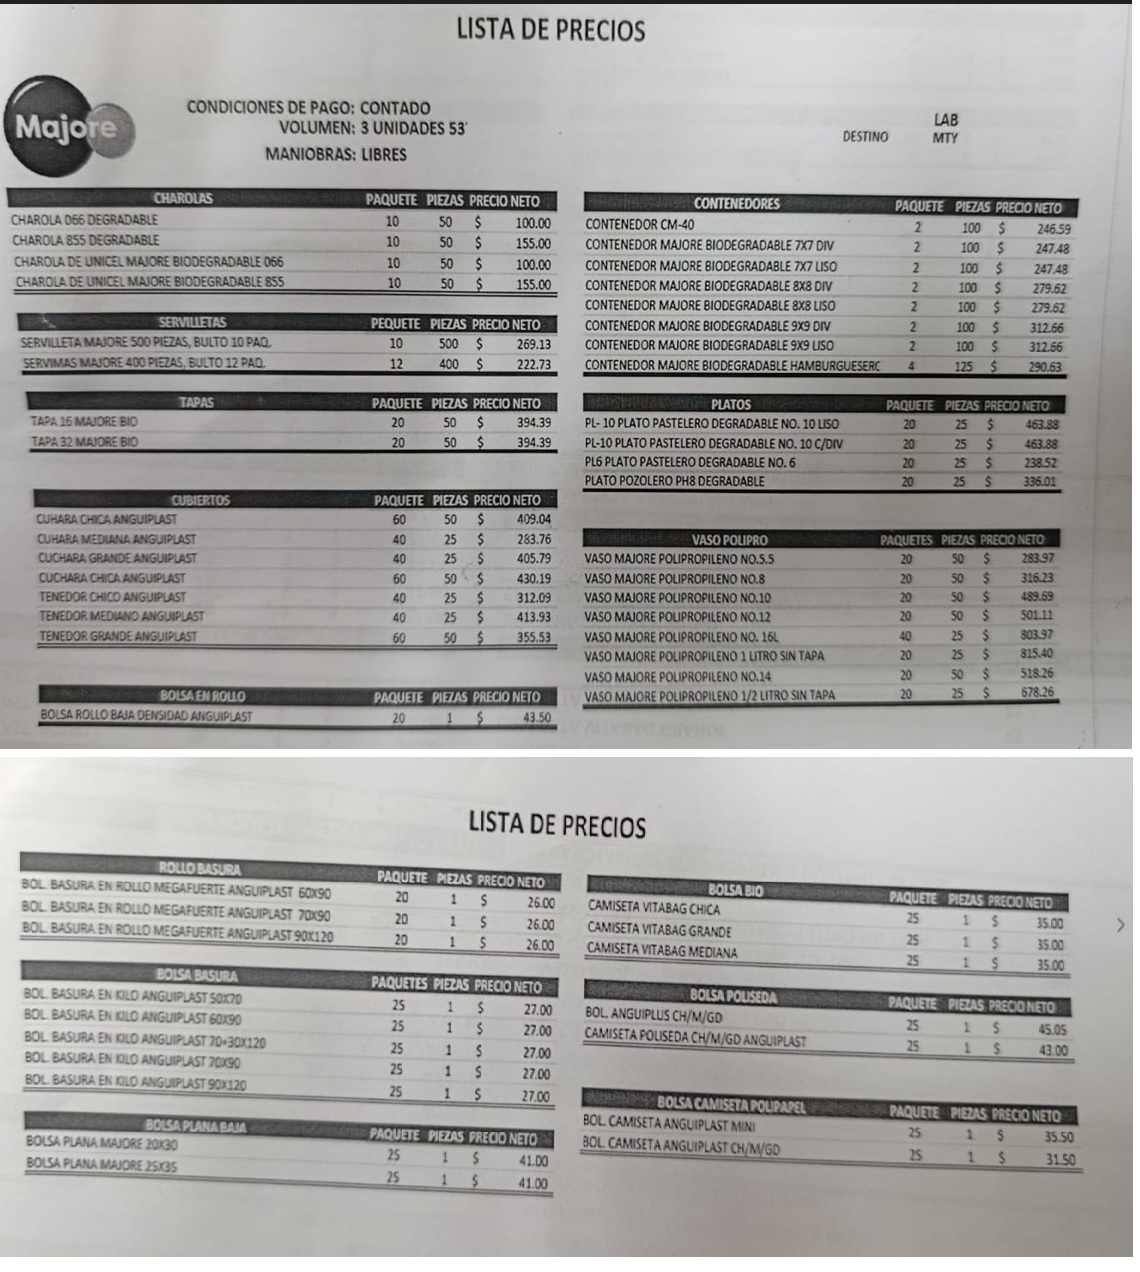 LISTA DE PRECIOS
Majore
CONDICIONES DE PAGO: CONTADO
VOLUMEN: 3 UNIDADES 53'
MANIOBRAS: LIBRES
LAB
DESTINO MTY
CHAROLAS PAQUETE PIEZAS PRECIO NETO
CHAROLA 066 DEGRADABLE 10 50 $ 100.00
CHAROLA 855 DEGRADABLE 10 50 $ 155.00
CHAROLA DE UNICEL MAJORE BIODEGRADABLE 066 10 50 $ 100.00
CHAROLA DE UNICEL MAJORE BIODEGRADABLE 855 10 50 $ 155.00
SERVILLETAS PEQUETE PIEZAS PRECIO NETO
SERVILLETA MAJORE 500 PIEZAS, BULTO 10 PAQ. 10 500 $ 269.13
SERVIMAS MAJORE 400 PIEZAS, BULTO 12 PAQ. 12 400 $ 222.73
TAPAS PAQUETE PIEZAS PRECIO NETO
TAPA 16 MAJORE BIO 20 50 $ 394.39
TAPA 32 MAJORE BIO 20 50 $ 394.39
CUBIERTOS PAQUETE PIEZAS PRECIO NETO
CUHARA CHICA ANGUIPLAST 60 50 $ 409.04
CUHARA MEDIANA ANGUIPLAST 40 25 $ 283.76
CUCHARA GRANDE ANGUIPLAST 40 25 $ 405.79
CUCHARA CHICA ANGUIPLAST 60 50 $ 430.19
TENEDOR CHICO ANGUIPLAST 40 25 $ 312.09
TENEDOR MEDIANO ANGUIPLAST 40 25 $ 413.93
TENEDOR GRANDE ANGUIPLAST 60 50 $ 355.53
BOLSA EN ROLLO PAQUETE PIEZAS PRECIO NETO
BOLSA ROLLO BAJA DENSIDAD ANGUIPLAST 20 1 $ 43.50
CONTENEDORES PAQUETE PIEZAS PRECIO NETO
CONTENEDOR CM-40 2 100 $ 246.59
CONTENEDOR MAJORE BIODEGRADABLE 7X7 DIV 2 100 $ 247.48
CONTENEDOR MAJORE BIODEGRADABLE 7X7 LISO 2 100 $ 247.48
CONTENEDOR MAJORE BIODEGRADABLE 8X8 DIV 2 100 $ 279.62
CONTENEDOR MAJORE BIODEGRADABLE 8X8 LISO 2 100 $ 279.62
CONTENEDOR MAJORE BIODEGRADABLE 9X9 DIV 2 100 $ 312.66
CONTENEDOR MAJORE BIODEGRADABLE 9X9 LISO 2 100 $ 312.66
CONTENEDOR MAJORE BIODEGRADABLE HAMBURGUESERC 4 125 $ 290.63
PLATOS PAQUETE PIEZAS PRECIO NETO
PL- 10 PLATO PASTELERO DEGRADABLE NO. 10 LISO 20 25 $ 463.88
PL-10 PLATO PASTELERO DEGRADABLE NO. 10 C/DIV 20 25 $ 463.88
PL6 PLATO PASTELERO DEGRADABLE NO. 6 20 25 $ 238.52
PLATO POZOLERO PH8 DEGRADABLE 20 25 $ 336.01
VASO POLIPRO PAQUETES PIEZAS PRECIO NETO
VASO MAJORE POLIPROPILENO NO.5.5 20 50 $ 283.97
VASO MAJORE POLIPROPILENO NO.8 20 50 $ 316.23
VASO MAJORE POLIPROPILENO NO.10 20 50 $ 489.69
VASO MAJORE POLIPROPILENO NO.12 20 50 $ 501.11
VASO MAJORE POLIPROPILENO NO. 16L 40 25 $ 803.97
VASO MAJORE POLIPROPILENO 1 LITRO SIN TAPA 20 25 $ 815.40
VASO MAJORE POLIPROPILENO NO.14 20 50 $ 518.26
VASO MAJORE POLIPROPILENO 1/2 LITRO SIN TAPA 20 25 $ 678.26
LISTA DE PRECIOS
ROLLO BASURA PAQUETE PIEZAS PRECIO NETO
BOL. BASURA EN ROLLO MEGAFUERTE ANGUIPLAST 60X90 20 1 $ 26.00
BOL. BASURA EN ROLLO MEGAFUERTE ANGUIPLAST 70X90 20 1 $ 26.00
BOL. BASURA EN ROLLO MEGAFUERTE ANGUIPLAST 90X120 20 1 $ 26.00
BOLSA BASURA PAQUETES PIEZAS PRECIO NETO
BOL. BASURA EN KILO ANGUIPLAST 50X70 25 1 $ 27.00
BOL. BASURA EN KILO ANGUIPLAST 60X90 25 1 $ 27.00
BOL. BASURA EN KILO ANGUIPLAST 70+30X120 25 1 $ 27.00
BOL. BASURA EN KILO ANGUIPLAST 70X90 25 1 $ 27.00
BOL. BASURA EN KILO ANGUIPLAST 90X120 25 1 $ 27.00
BOLSA PLANA BAJA PAQUETE PIEZAS PRECIO NETO
BOLSA PLANA MAJORE 20X30 25 1 $ 41.00
BOLSA PLANA MAJORE 25X35 25 1 $ 41.00
BOLSA BIO PAQUETE PIEZAS PRECIO NETO
CAMISETA VITABAG CHICA 25 1 $ 35.00
CAMISETA VITABAG GRANDE 25 1 $ 35.00
CAMISETA VITABAG MEDIANA 25 1 $ 35.00
BOLSA POLISEDA PAQUETE PIEZAS PRECIO NETO
BOL. ANGUIPLUS CH/M/GD 25 1 $ 45.05
CAMISETA POLISEDA CH/M/GD ANGUIPLAST 25 1 $ 43.00
BOLSA CAMISETA POLIPAPEL PAQUETE PIEZAS PRECIO NETO
BOL. CAMISETA ANGUIPLAST MINI 25 1 $ 35.50
BOL. CAMISETA ANGUIPLAST CH/M/GD 25 1 $ 31.50